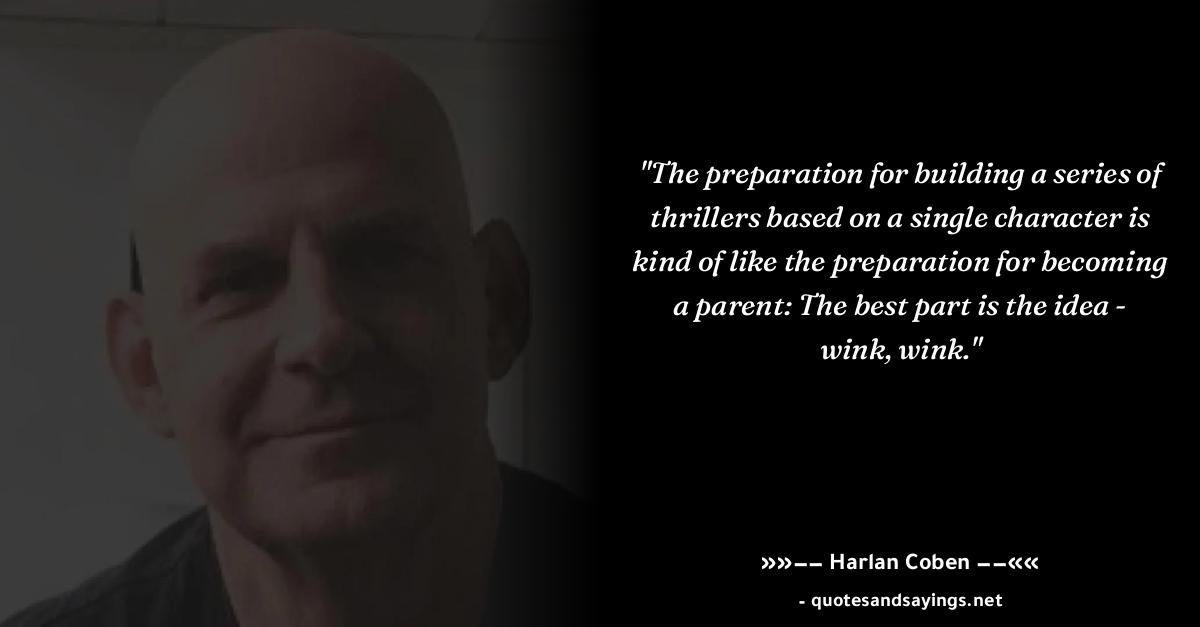 "The preparation for building a series of
thrillers based on a single character is
kind of like the preparation for becoming
a parent: The best part is the idea -
wink, wink."
»»−− Harlan Coben −−««
- quotesandsayings.net